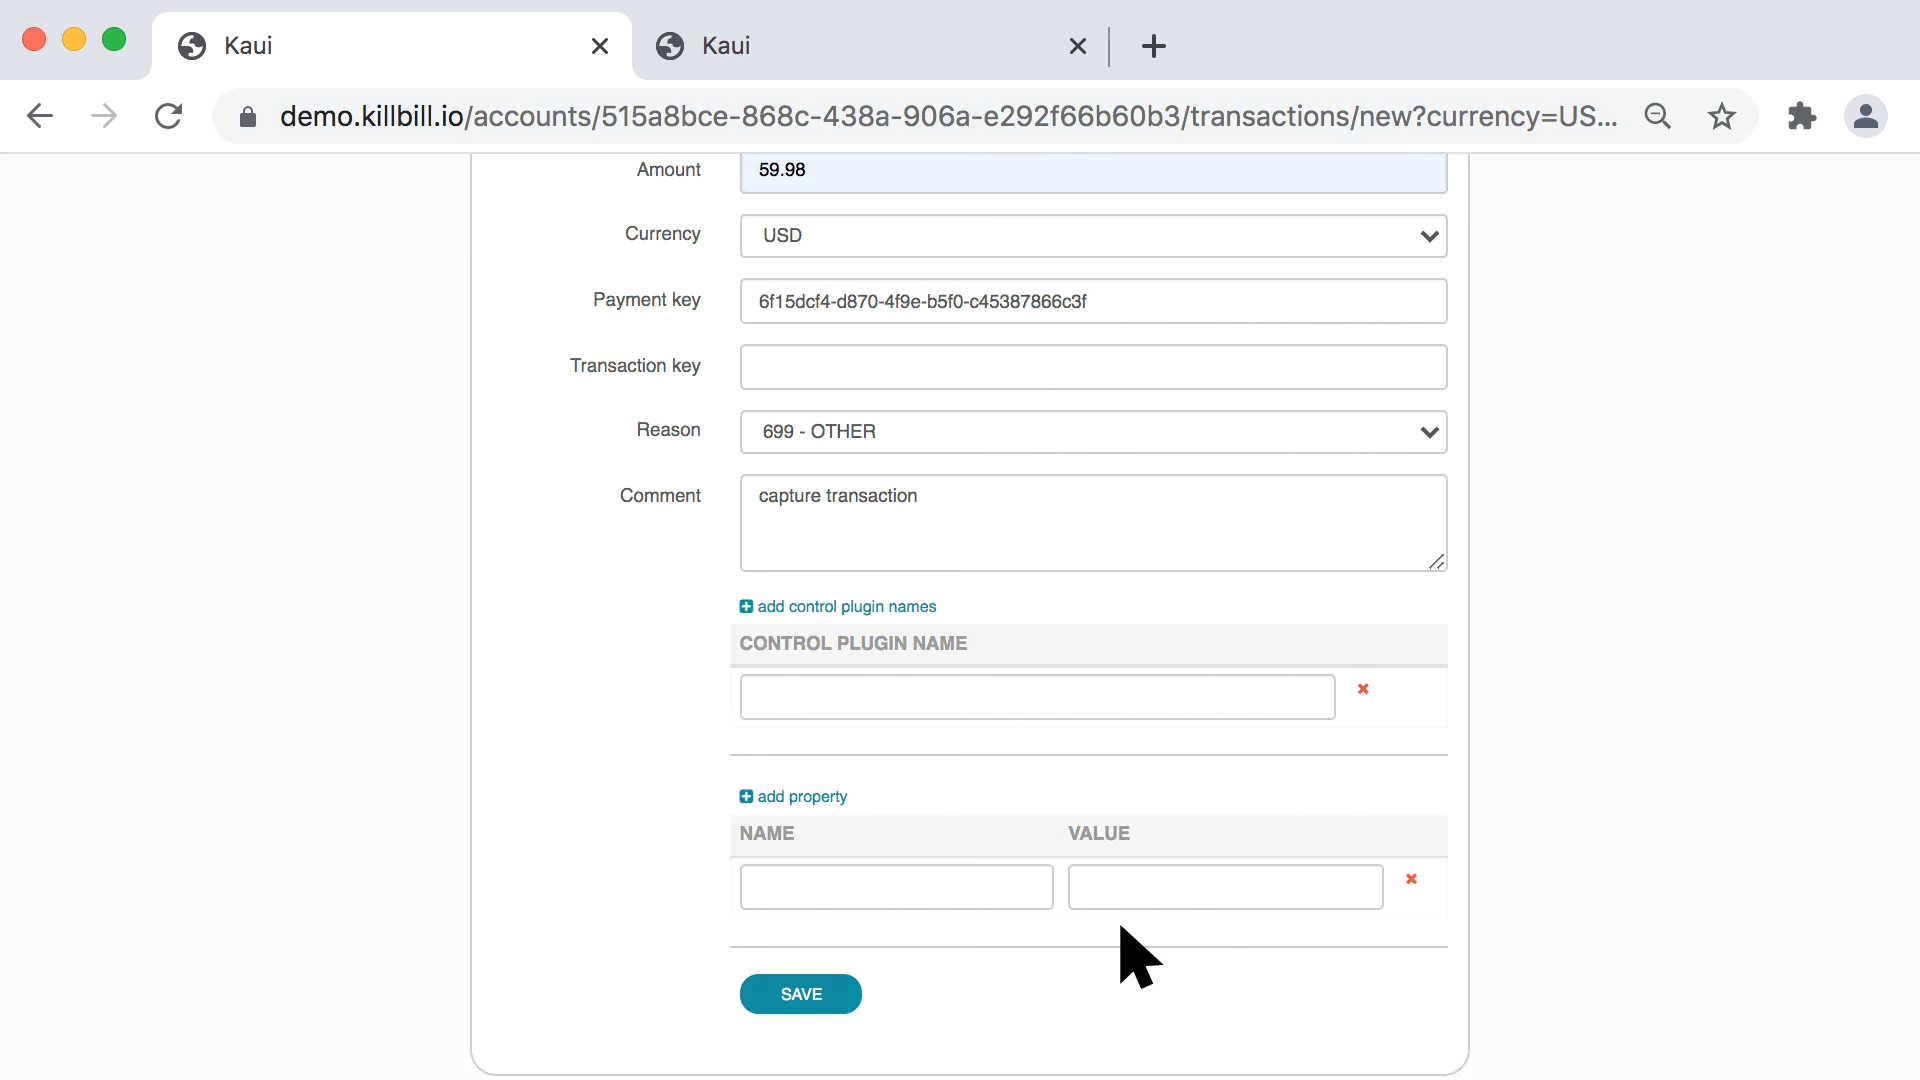 Kaui
Kaui
demo.killbill.io/accounts/515a8bce-868c-438a-906a-e292f66b60b3/transactions/new?currency=US...
Amount 59.98
Currency USD
Payment key 6f15dcf4-d870-4f9e-b5f0-c45387866c3f
Transaction key
Reason 699 - OTHER
Comment capture transaction
add control plugin names
CONTROL PLUGIN NAME
add property
NAME VALUE
SAVE